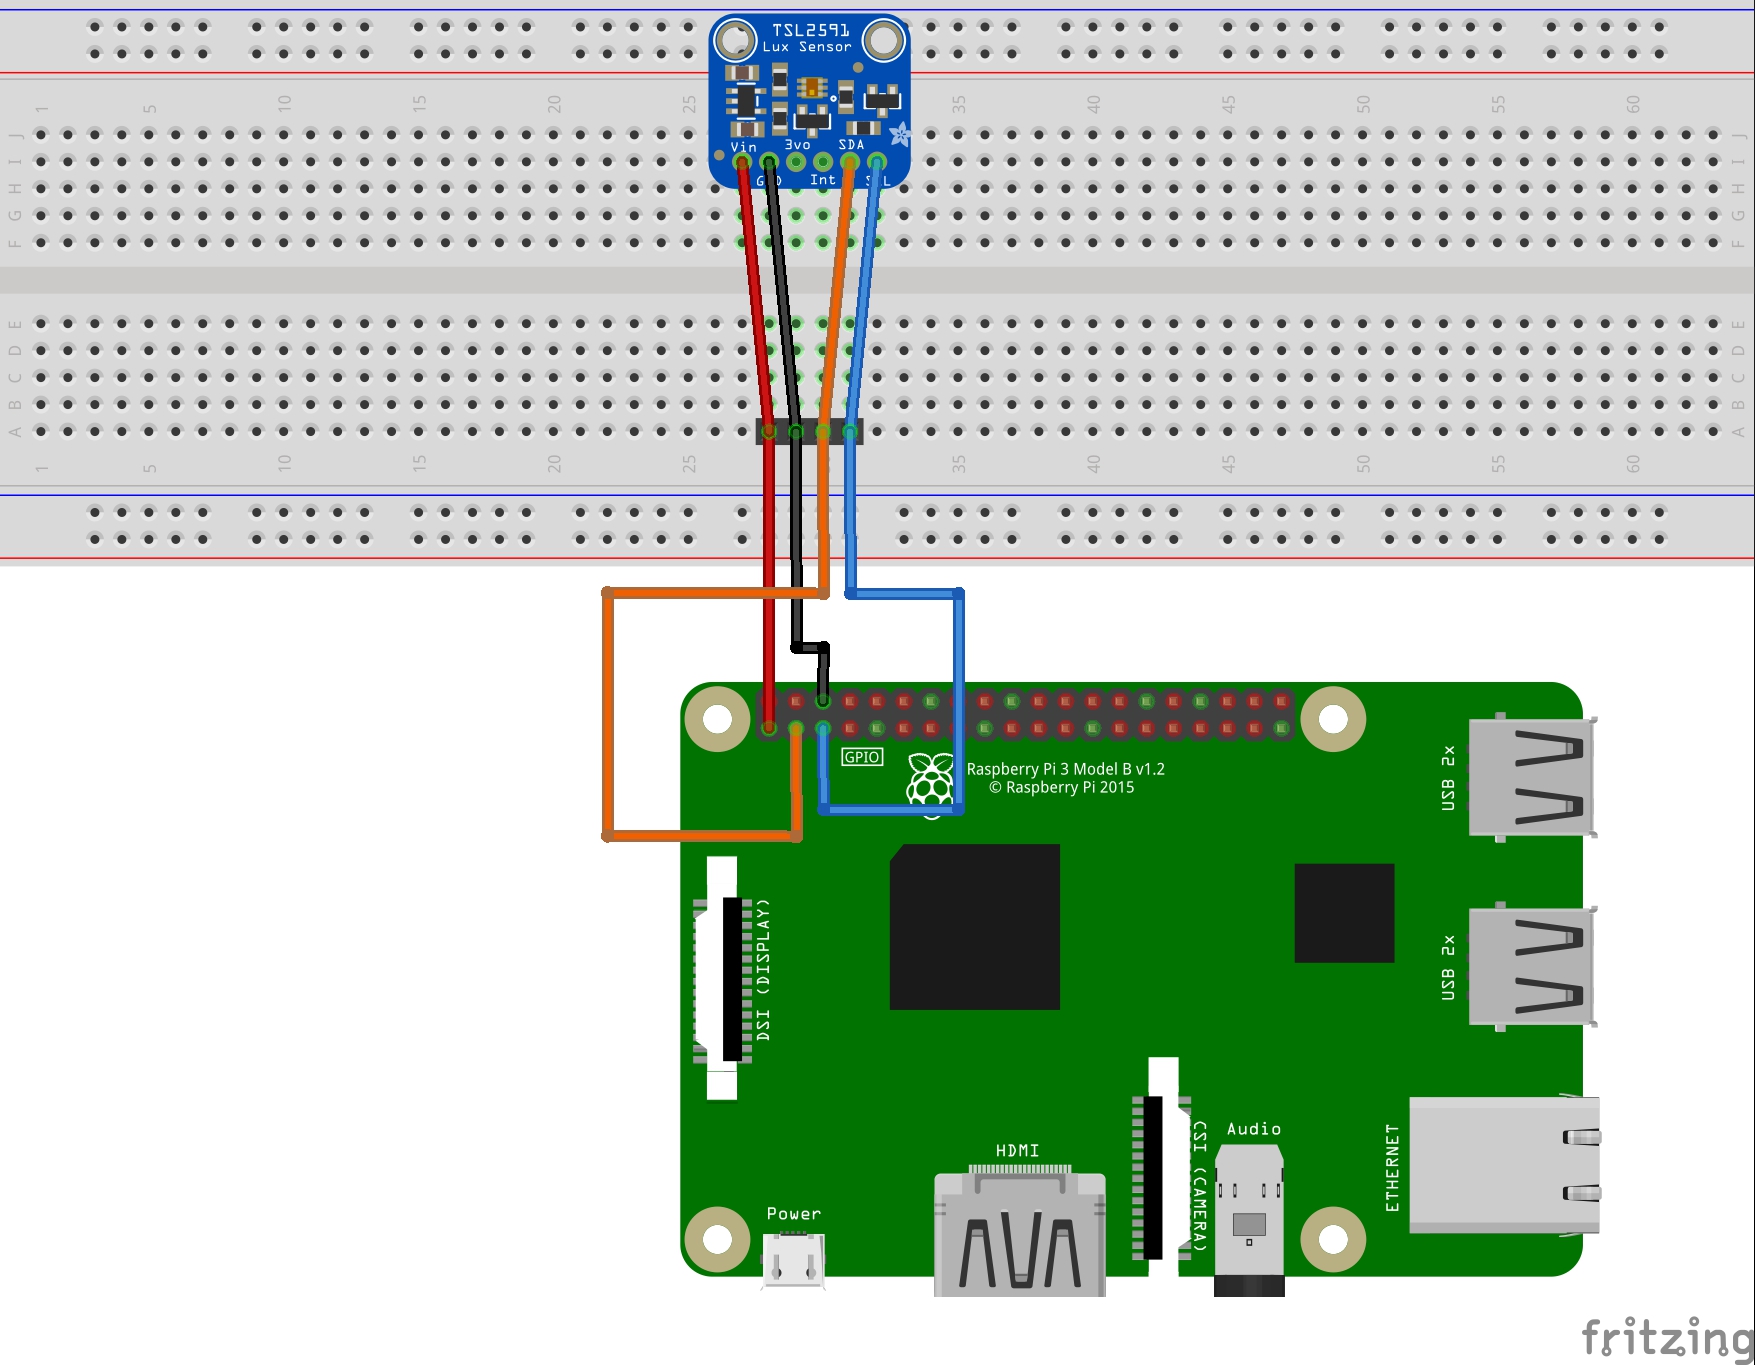 TSL2591
Lux Sensor
1 5 10 15 20 25 35 40 45 50 55 60
J J
I I
Vin 3vo SDA
H H
Int
G G
F F
E E
D D
C C
B B
A A
1 5 10 15 20 25 35 40 45 50 55 60
GPIO
Raspberry Pi 3 Model B v1.2
© Raspberry Pi 2015
USB 2x
USB 2x
DSI (DISPLAY)
HDMI
CSI (CAMERA)
Audio
ETHERNET
Power
fritzing